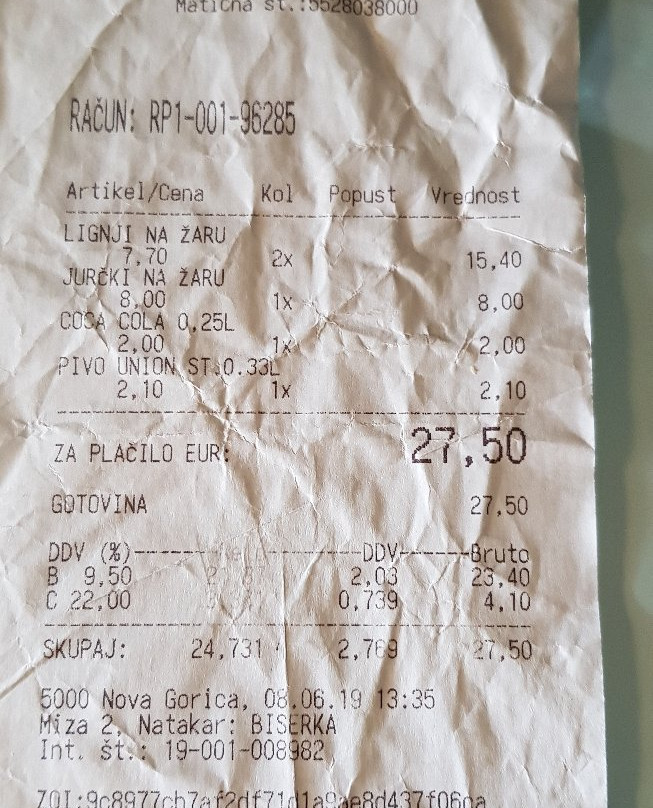 Matična št.:5528038000
RAČUN: RP1-001-96285
Artikel/Cena Kol Popust Vrednost
LIGNJI NA ŽARU
7,70 2x 15,40
JURČKI NA ŽARU
8,00 1x 8,00
COCA COLA 0,25L
2,00 1x 2,00
PIVO UNION ST.0.33L
2,10 1x 2,10
ZA PLAČILO EUR: 27,50
GOTOVINA 27,50
DDV (%)------ ------DDV------Bruto
B 9,50 2,03 23,40
C 22,00 0,739 4,10
SKUPAJ: 24,731 2,769 27,50
5000 Nova Gorica, 08.06.19 13:35
Miza 2, Natakar: BISERKA
Int. št.: 19-001-008982